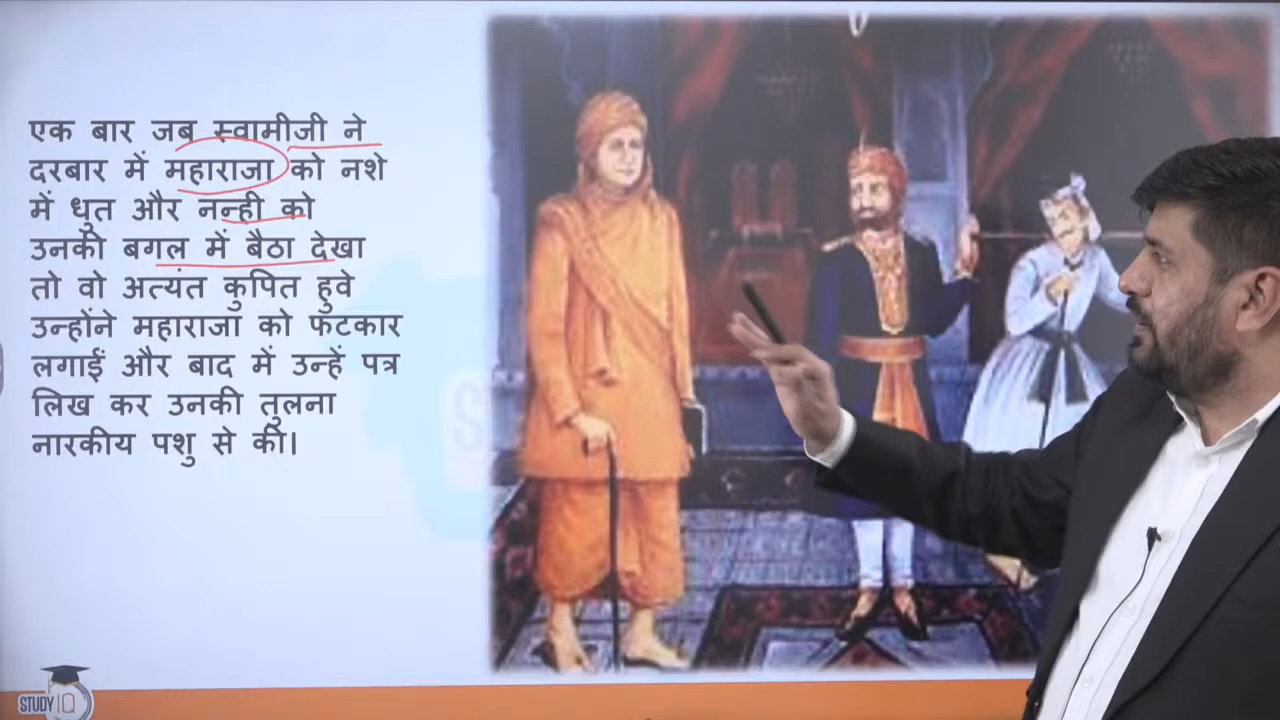 एक बार जब स्वामीजी ने
दरबार में महाराजा को नशे
में धुत और नन्ही को
उनकी बगल में बैठा देखा
तो वो अत्यंत कुपित हुवे
उन्होंने महाराजा को फटकार
लगाई और बाद में उन्हें पत्र
लिख कर उनकी तुलना
नारकीय पशु से की।
STUDY IQ